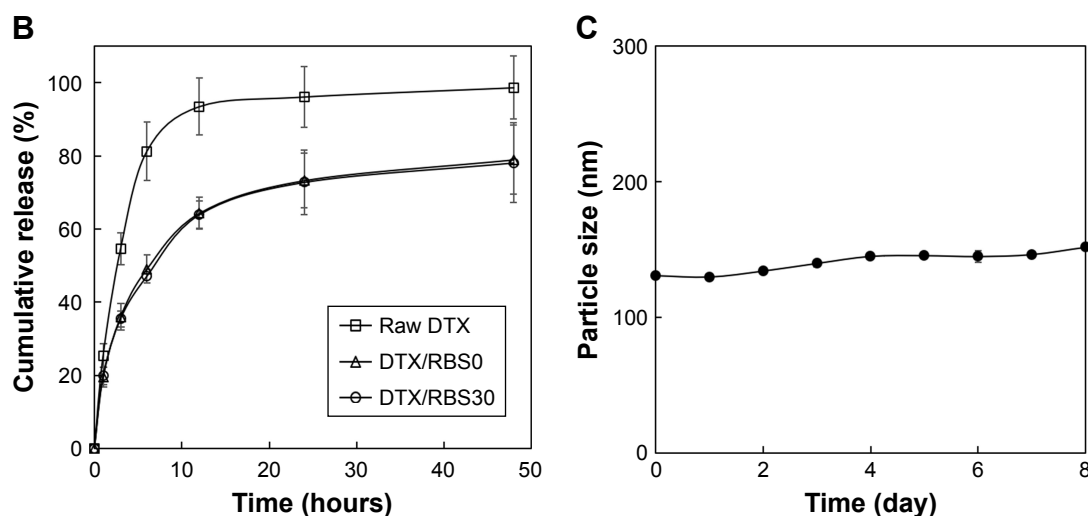 B
Cumulative release (%)
100
80
60
40
20
0
0 10 20 30 40 50
Time (hours)
Raw DTX
DTX/RBS0
DTX/RBS30
C
Particle size (nm)
300
200
100
0
0 2 4 6 8
Time (day)